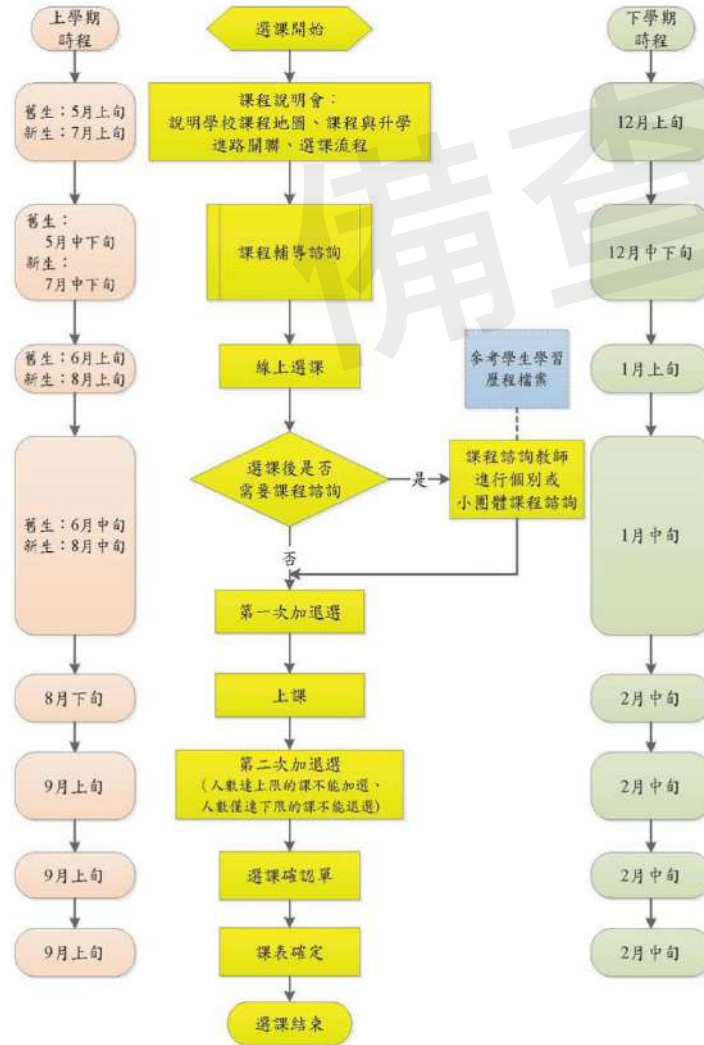 上學期
時程
選課開始
下學期
時程
舊生：5月上旬
新生：7月上旬
課程說明會：
說明學校課程地圖、課程與升學
進路關聯、選課流程
12月上旬
舊生：
5月中下旬
新生：
7月中下旬
課程輔導諮詢
12月中下旬
舊生：6月上旬
新生：8月上旬
線上選課
參考學生學習
歷程檔案
1月上旬
選課後是否
需要課程諮詢
是
課程諮詢教師
進行個別或
小團體課程諮詢
舊生：6月中旬
新生：8月中旬
1月中旬
否
第一次加退選
8月下旬
上課
2月中旬
9月上旬
第二次加退選
（人數達上限的課不能加選、
人數僅達下限的課不能退選）
2月中旬
9月上旬
選課確認單
2月中旬
9月上旬
課表確定
2月中旬
選課結束
備查